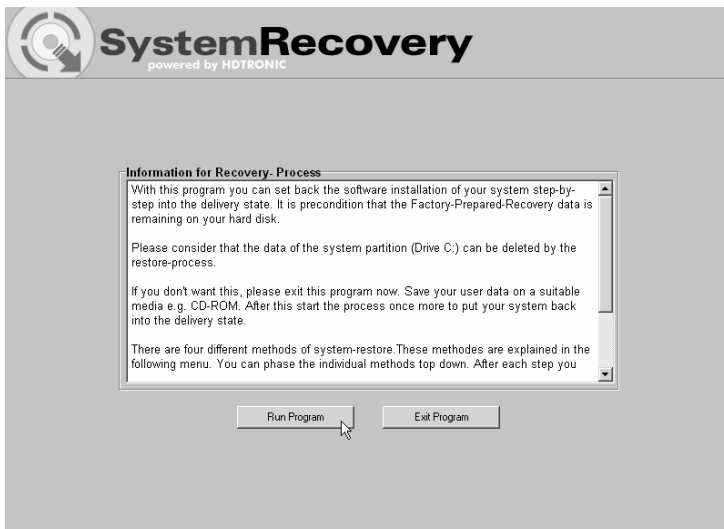 SystemRecovery
powered by HDTRONIC
Information for Recovery- Process
With this program you can set back the software installation of your system step-by-
step into the delivery state. It is precondition that the Factory-Prepared-Recovery data is
remaining on your hard disk.
Please consider that the data of the system partition (Drive C:) can be deleted by the
restore-process.
If you don't want this, please exit this program now. Save your user data on a suitable
media e.g. CD-ROM. After this start the process once more to put your system back
into the delivery state.
There are four different methods of system-restore.These methodes are explained in the
following menu. You can phase the individual methods top down. After each step you
Run Program
Exit Program